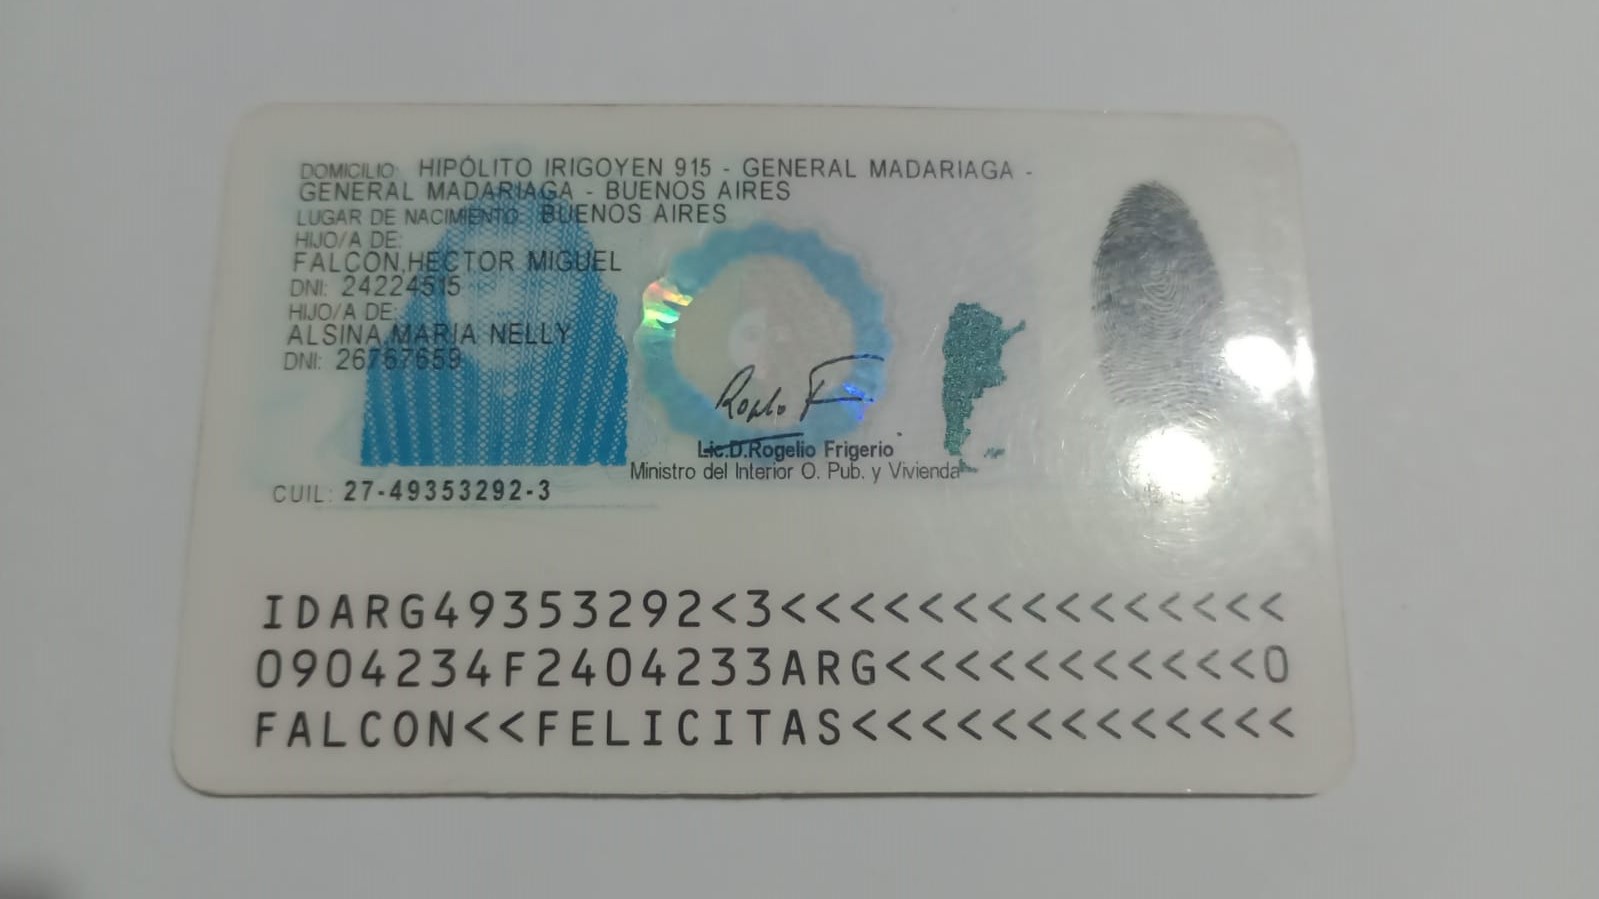 DOMICILIO: HIPÓLITO IRIGOYEN 915 - GENERAL MADARIAGA -
GENERAL MADARIAGA - BUENOS AIRES
LUGAR DE NACIMIENTO: BUENOS AIRES
HIJO/A DE:
FALCON,HECTOR MIGUEL
DNI: 24224515
HIJO/A DE:
ALSINA,MARIA NELLY
DNI: 26767659
Lic.D.Rogelio Frigerio
Ministro del Interior O. Pub. y Vivienda
CUIL: 27-49353292-3
IDARG49353292<3<<<<<<<<<<<<<<<
0904234F2404233ARG<<<<<<<<<<<0
FALCON<<FELICITAS<<<<<<<<<<<<<